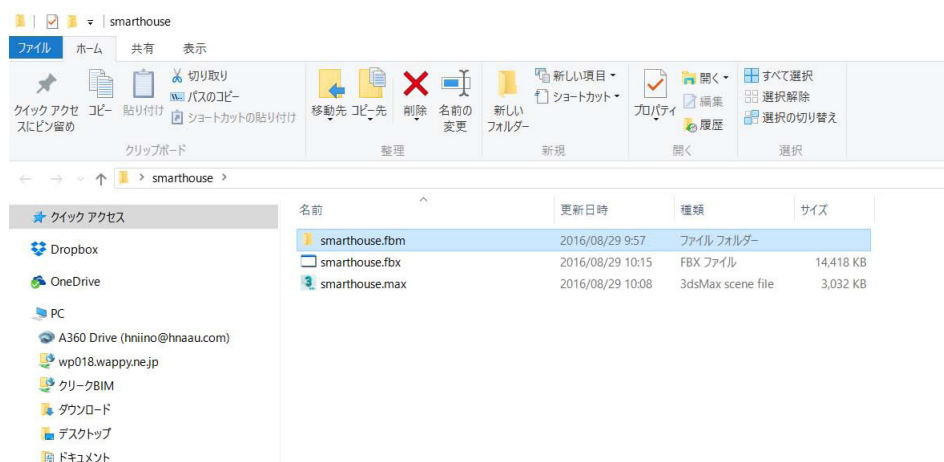 smarthouse
ファイル ホーム 共有 表示
クイック アクセスにピン留め
コピー
貼り付け
切り取り
パスのコピー
ショートカットの貼り付け
クリップボード
移動先
コピー先
削除
名前の変更
整理
新しいフォルダー
新しい項目
ショートカット
新規
プロパティ
開く
編集
履歴
開く
すべて選択
選択解除
選択の切り替え
選択
smarthouse
名前 更新日時 種類 サイズ
smarthouse.fbm 2016/08/29 9:57 ファイル フォルダー
smarthouse.fbx 2016/08/29 10:15 FBX ファイル 14,418 KB
smarthouse.max 2016/08/29 10:08 3dsMax scene file 3,032 KB
クイック アクセス
Dropbox
OneDrive
PC
A360 Drive (hniino@hnaau.com)
wp018.wappy.ne.jp
クリークBIM
ダウンロード
デスクトップ
ドキュメント